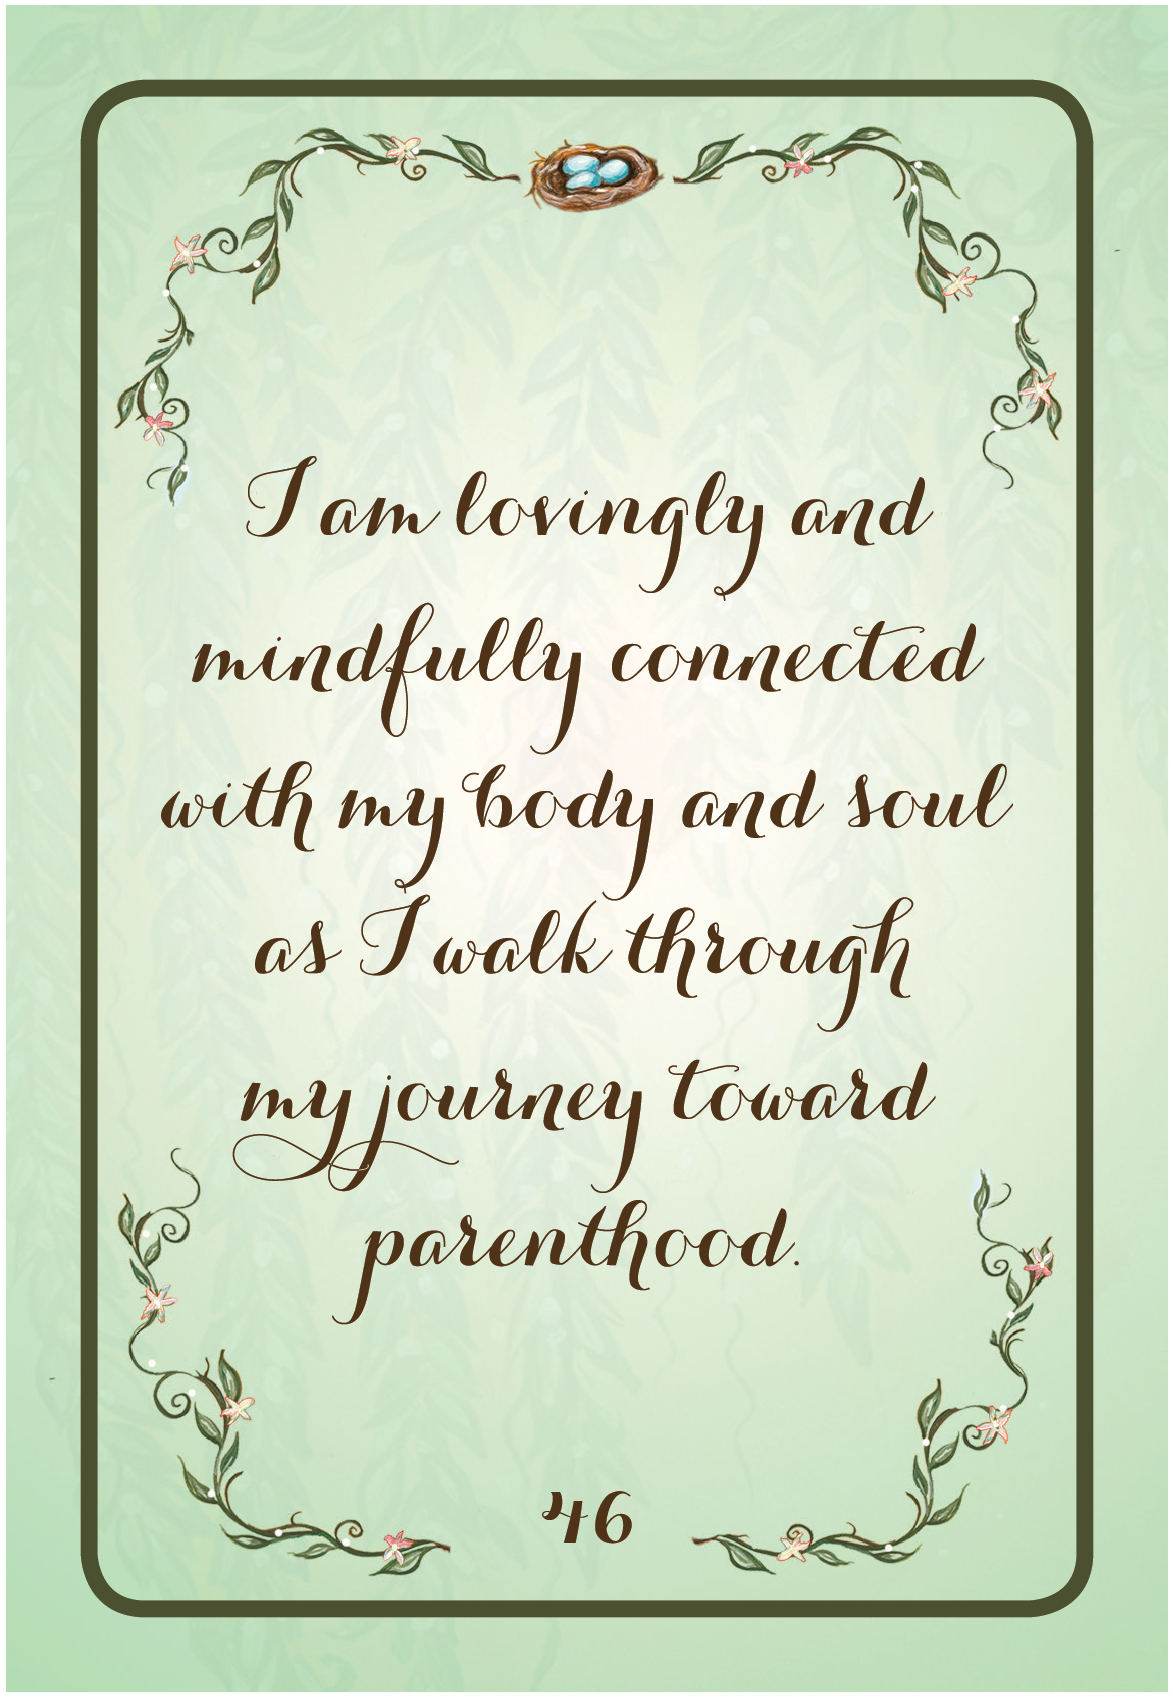 I am lovingly and
mindfully connected
with my body and soul
as I walk through
my journey toward
parenthood.
46